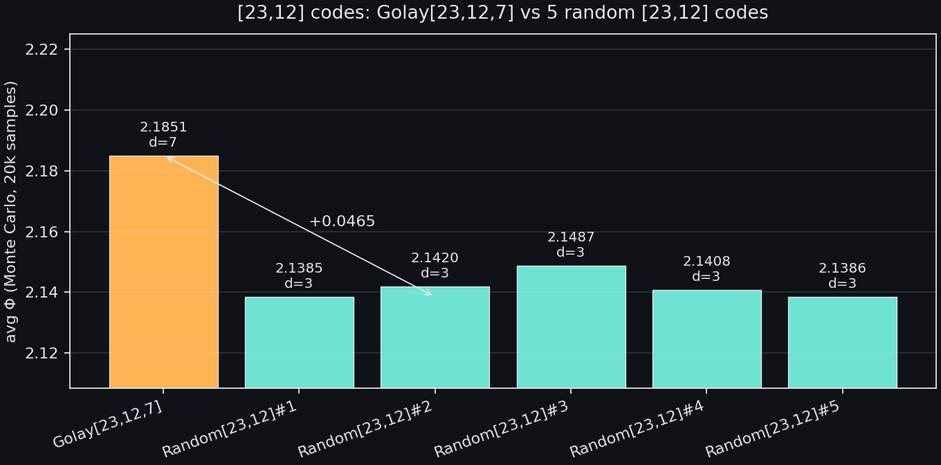 [23,12] codes: Golay[23,12,7] vs 5 random [23,12] codes
avg Φ (Monte Carlo, 20k samples)
2.22
2.20
2.18
2.16
2.14
2.12
2.1851
d=7
+0.0465
2.1385
d=3
2.1420
d=3
2.1487
d=3
2.1408
d=3
2.1386
d=3
Golay[23,12,7]
Random[23,12]#1
Random[23,12]#2
Random[23,12]#3
Random[23,12]#4
Random[23,12]#5